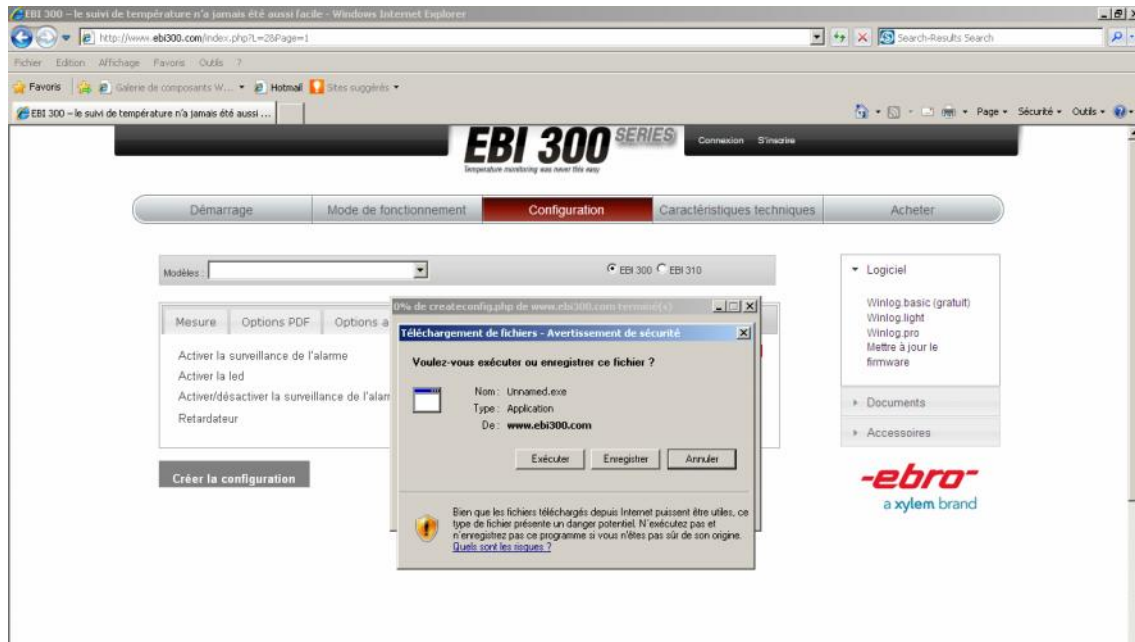 EBI 300 – le suivi de température n'a jamais été aussi facile - Windows Internet Explorer
http://www.ebi300.com/index.php?L=2&Page=1
Search-Results Search
Fichier Edition Affichage Favoris Outils ?
Favoris Galerie de composants W... Hotmail Sites suggérés
EBI 300 – le suivi de température n'a jamais été aussi ...
Page Sécurité Outils
EBI 300 SERIES
Temperature monitoring was never this easy
Connexion S'inscrire
Démarrage Mode de fonctionnement Configuration Caractéristiques techniques Acheter
Modèles :
EBI 300 EBI 310
Mesure Options PDF Options a
Activer la surveillance de l'alarme
Activer la led
Activer/désactiver la surveillance de l'alarm
Retardateur
Créer la configuration
0% de createconfig.php de www.ebi300.com terminé(s)
Téléchargement de fichiers - Avertissement de sécurité
Voulez-vous exécuter ou enregistrer ce fichier ?
Nom : Unnamed.exe
Type : Application
De : www.ebi300.com
Exécuter Enregistrer Annuler
Bien que les fichiers téléchargés depuis Internet puissent être utiles, ce
type de fichier présente un danger potentiel. N'exécutez pas et
n'enregistrez pas ce programme si vous n'êtes pas sûr de son origine.
Quels sont les risques ?
Logiciel
Winlog.basic (gratuit)
Winlog.light
Winlog.pro
Mettre à jour le
firmware
Documents
Accessoires
-ebro-
a xylem brand